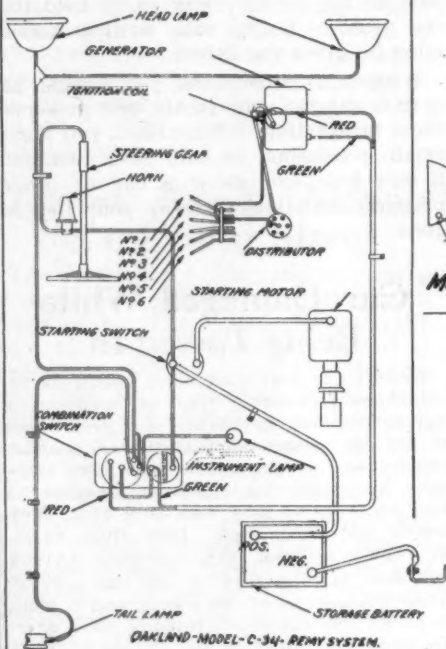 HEAD LAMP
GENERATOR
IGNITION COIL
RED
GREEN
STEERING GEAR
HORN
Nº 1
Nº 2
Nº 3
Nº 4
Nº 5
Nº 6
DISTRIBUTOR
STARTING MOTOR
M
STARTING SWITCH
COMBINATION
SWITCH
INSTRUMENT LAMP
RED
GREEN
POS.
NEG.
TAIL LAMP
STORAGE BATTERY
OAKLAND-MODEL-C-34-REMY SYSTEM.